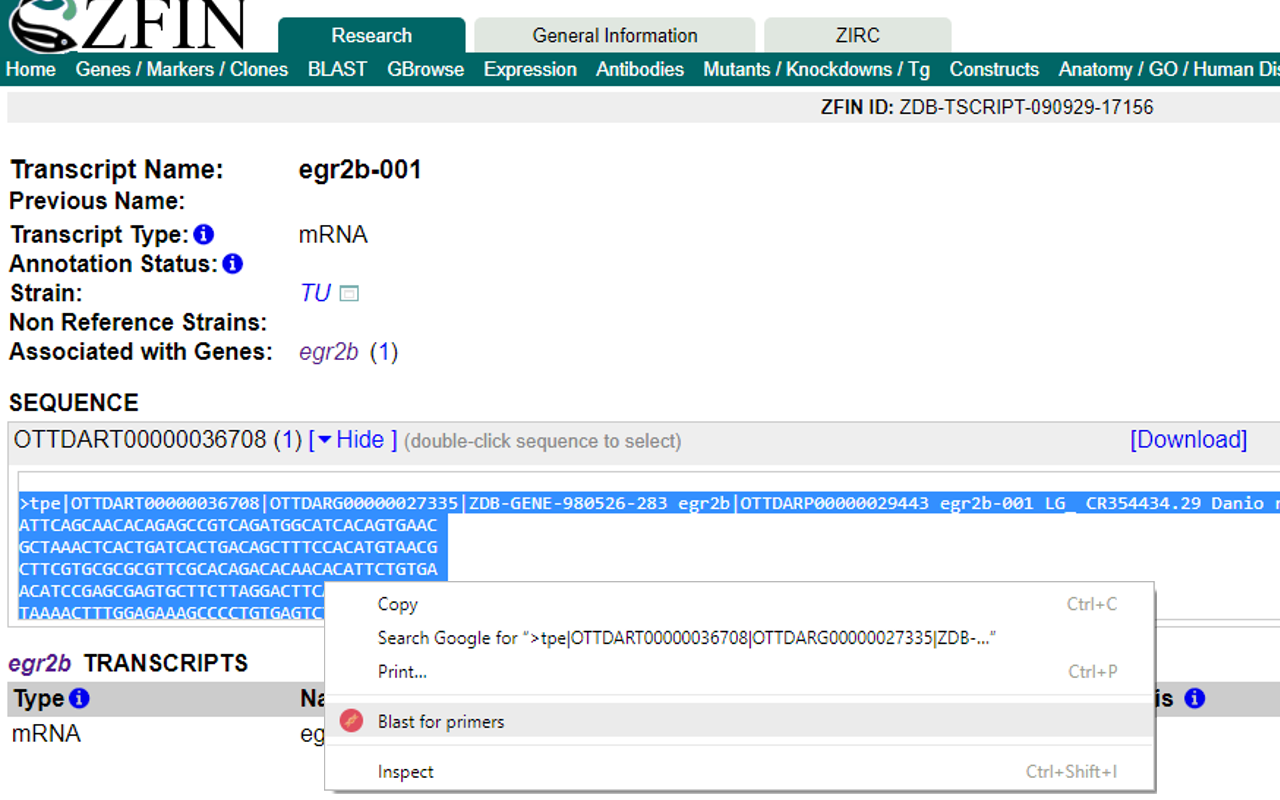 ZFIN
Research
General Information
ZIRC
Home Genes / Markers / Clones BLAST GBrowse Expression Antibodies Mutants / Knockdowns / Tg Constructs Anatomy / GO / Human Dis
ZFIN ID: ZDB-TSCRIPT-090929-17156
Transcript Name: egr2b-001
Previous Name:
Transcript Type: mRNA
Annotation Status:
Strain: TU
Non Reference Strains:
Associated with Genes: egr2b (1)
SEQUENCE
OTTDART00000036708 (1) [ Hide ] (double-click sequence to select) [Download]
>tpe|OTTDART00000036708|OTTDARG00000027335|ZDB-GENE-980526-283 egr2b|OTTDARP00000029443 egr2b-001 LG_ CR354434.29 Danio
ATTCAGCAACACAGAGCCGTCAGATGGCATCACAGTGAAC
GCTAAACTCACTGATCACTGACAGCTTTCCACATGTAACG
CTTCGTGCGCGCGTTCGCACAGACACAACACATTCTGTGA
ACATCCGAGCGAGTGCTTCTTAGGACTTCA
TAAAACTTTGGAGAAAGCCCCTGTGAGTC
Copy Ctrl+C
Search Google for “>tpe|OTTDART00000036708|OTTDARG00000027335|ZDB-...”
Print... Ctrl+P
Blast for primers
Inspect Ctrl+Shift+I
egr2b TRANSCRIPTS
Type Na is
mRNA eg